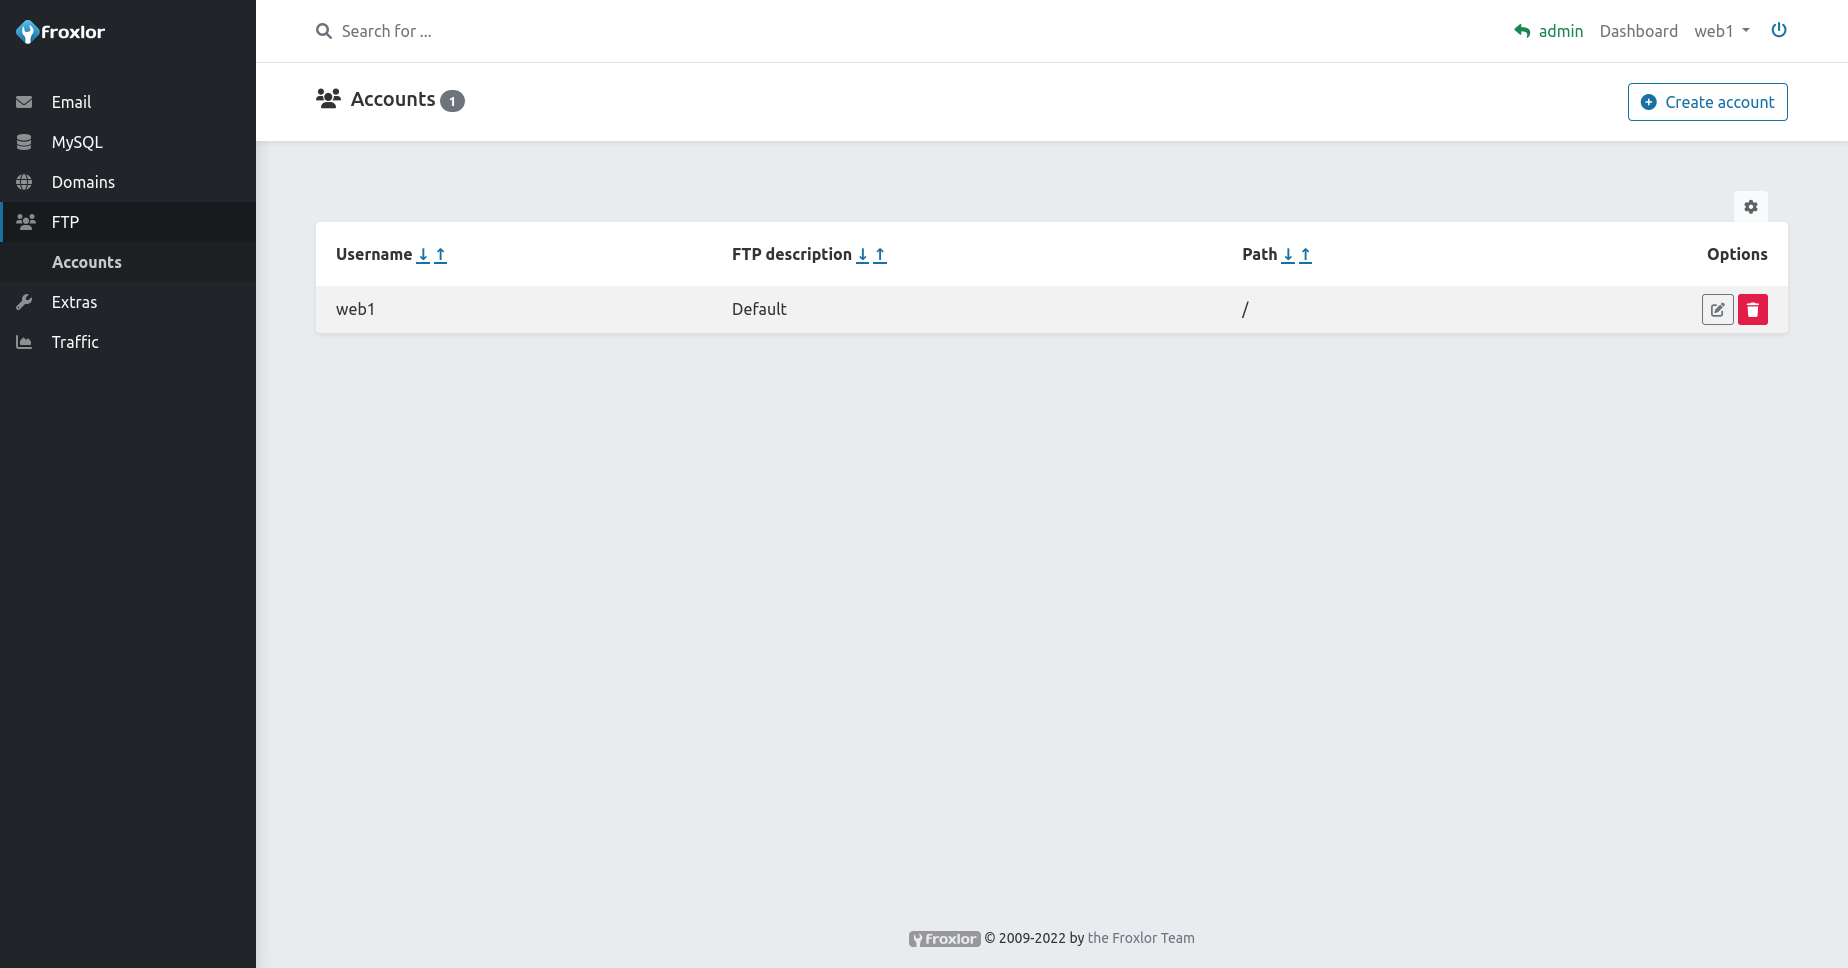 froxlor
Search for ...
admin Dashboard web1
Accounts 1
Create account
Email
MySQL
Domains
FTP
Accounts
Extras
Traffic
Username ↓ ↑ FTP description ↓ ↑ Path ↓ ↑ Options
web1 Default /
froxlor © 2009-2022 by the Froxlor Team